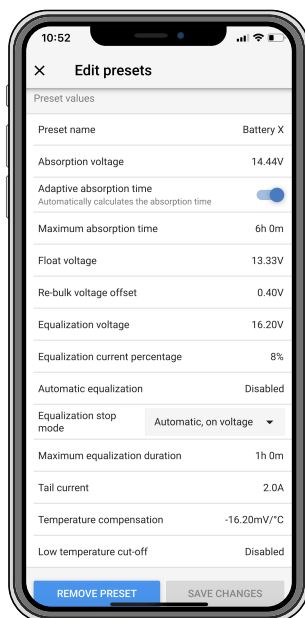 10:52
Edit presets
Preset values
Preset name Battery X
Absorption voltage 14.44V
Adaptive absorption time
Automatically calculates the absorption time
Maximum absorption time 6h 0m
Float voltage 13.33V
Re-bulk voltage offset 0.40V
Equalization voltage 16.20V
Equalization current percentage 8%
Automatic equalization Disabled
Equalization stop
mode Automatic, on voltage
Maximum equalization duration 1h 0m
Tail current 2.0A
Temperature compensation -16.20mV/°C
Low temperature cut-off Disabled
REMOVE PRESET SAVE CHANGES